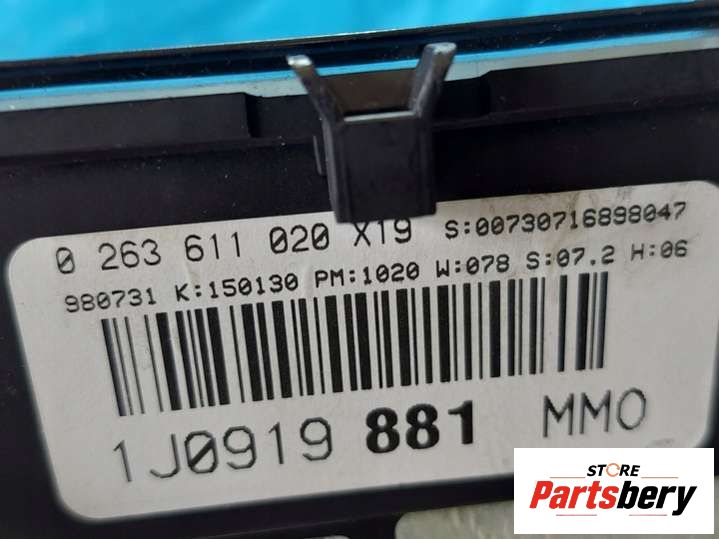 0 263 611 020 X19 S:00730716898047
980731 K:150130 PM:1020 W:078 S:07.2 H:06
1J0919 881 MMO
STORE
Partsbery